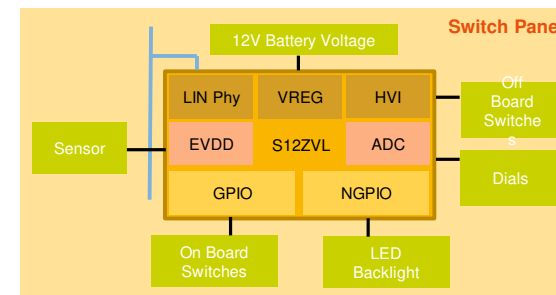 Switch Pane
12V Battery Voltage
LIN Phy
VREG
HVI
Off
Board
Switche
s
Sensor
EVDD
S12ZVL
ADC
Dials
GPIO
NGPIO
On Board
Switches
LED
Backlight